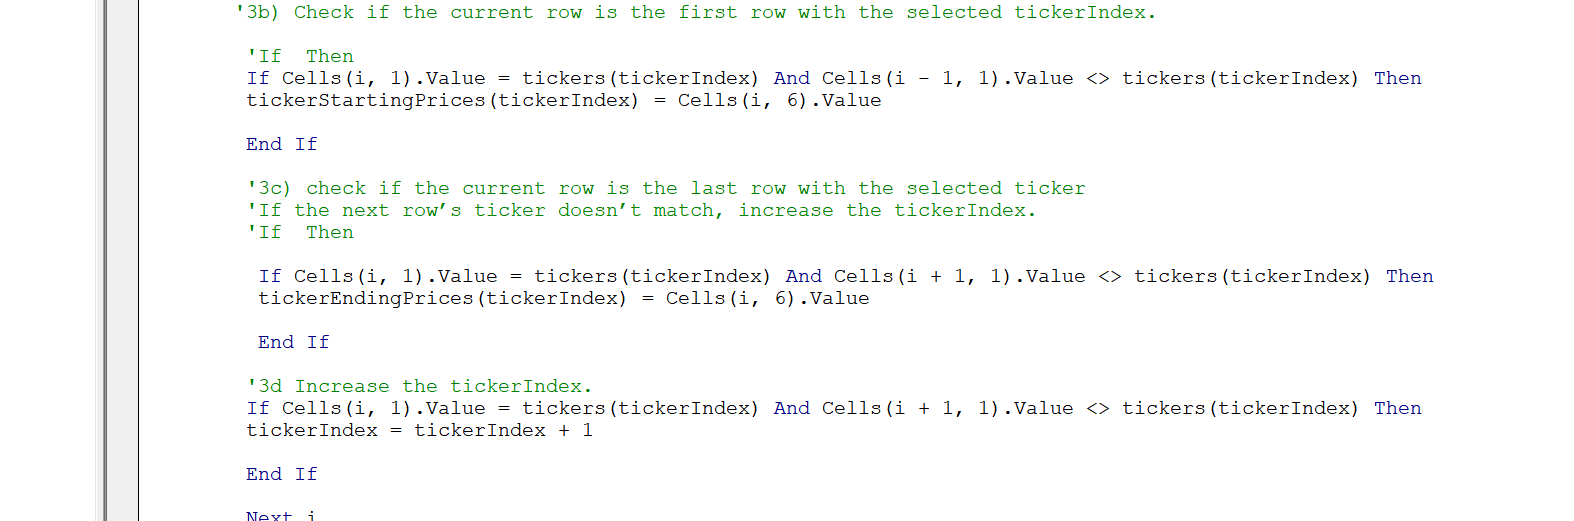 '3b) Check if the current row is the first row with the selected tickerIndex.
'If  Then
If Cells(i, 1).Value = tickers(tickerIndex) And Cells(i - 1, 1).Value <> tickers(tickerIndex) Then
tickerStartingPrices(tickerIndex) = Cells(i, 6).Value
End If
'3c) check if the current row is the last row with the selected ticker
'If the next row’s ticker doesn’t match, increase the tickerIndex.
'If  Then
If Cells(i, 1).Value = tickers(tickerIndex) And Cells(i + 1, 1).Value <> tickers(tickerIndex) Then
tickerEndingPrices(tickerIndex) = Cells(i, 6).Value
End If
'3d Increase the tickerIndex.
If Cells(i, 1).Value = tickers(tickerIndex) And Cells(i + 1, 1).Value <> tickers(tickerIndex) Then
tickerIndex = tickerIndex + 1
End If
Next i